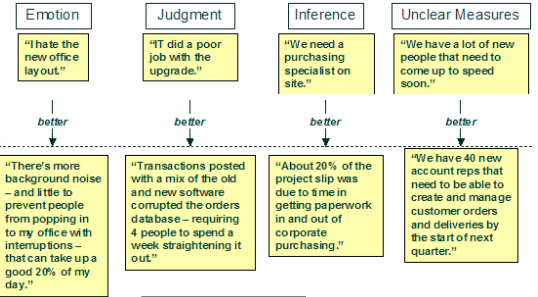 Emotion
Judgment
Inference
Unclear Measures
“I hate the
new office
layout.”
“IT did a poor
job with the
upgrade.”
“We need a
purchasing
specialist on
site.”
“We have a lot of new
people that need to
come up to speed
soon.”
better
better
better
better
“There's more
background noise
– and little to
prevent people
from popping in
to my office with
interruptions –
that can take up a
good 20% of my
day.”
“Transactions posted
with a mix of the old
and new software
corrupted the orders
database – requiring
4 people to spend a
week straightening it
out.”
“About 20% of the
project slip was
due to time in
getting paperwork
in and out of
corporate
purchasing.”
“We have 40 new
account reps that
need to be able to
create and manage
customer orders
and deliveries by
the start of next
quarter.”